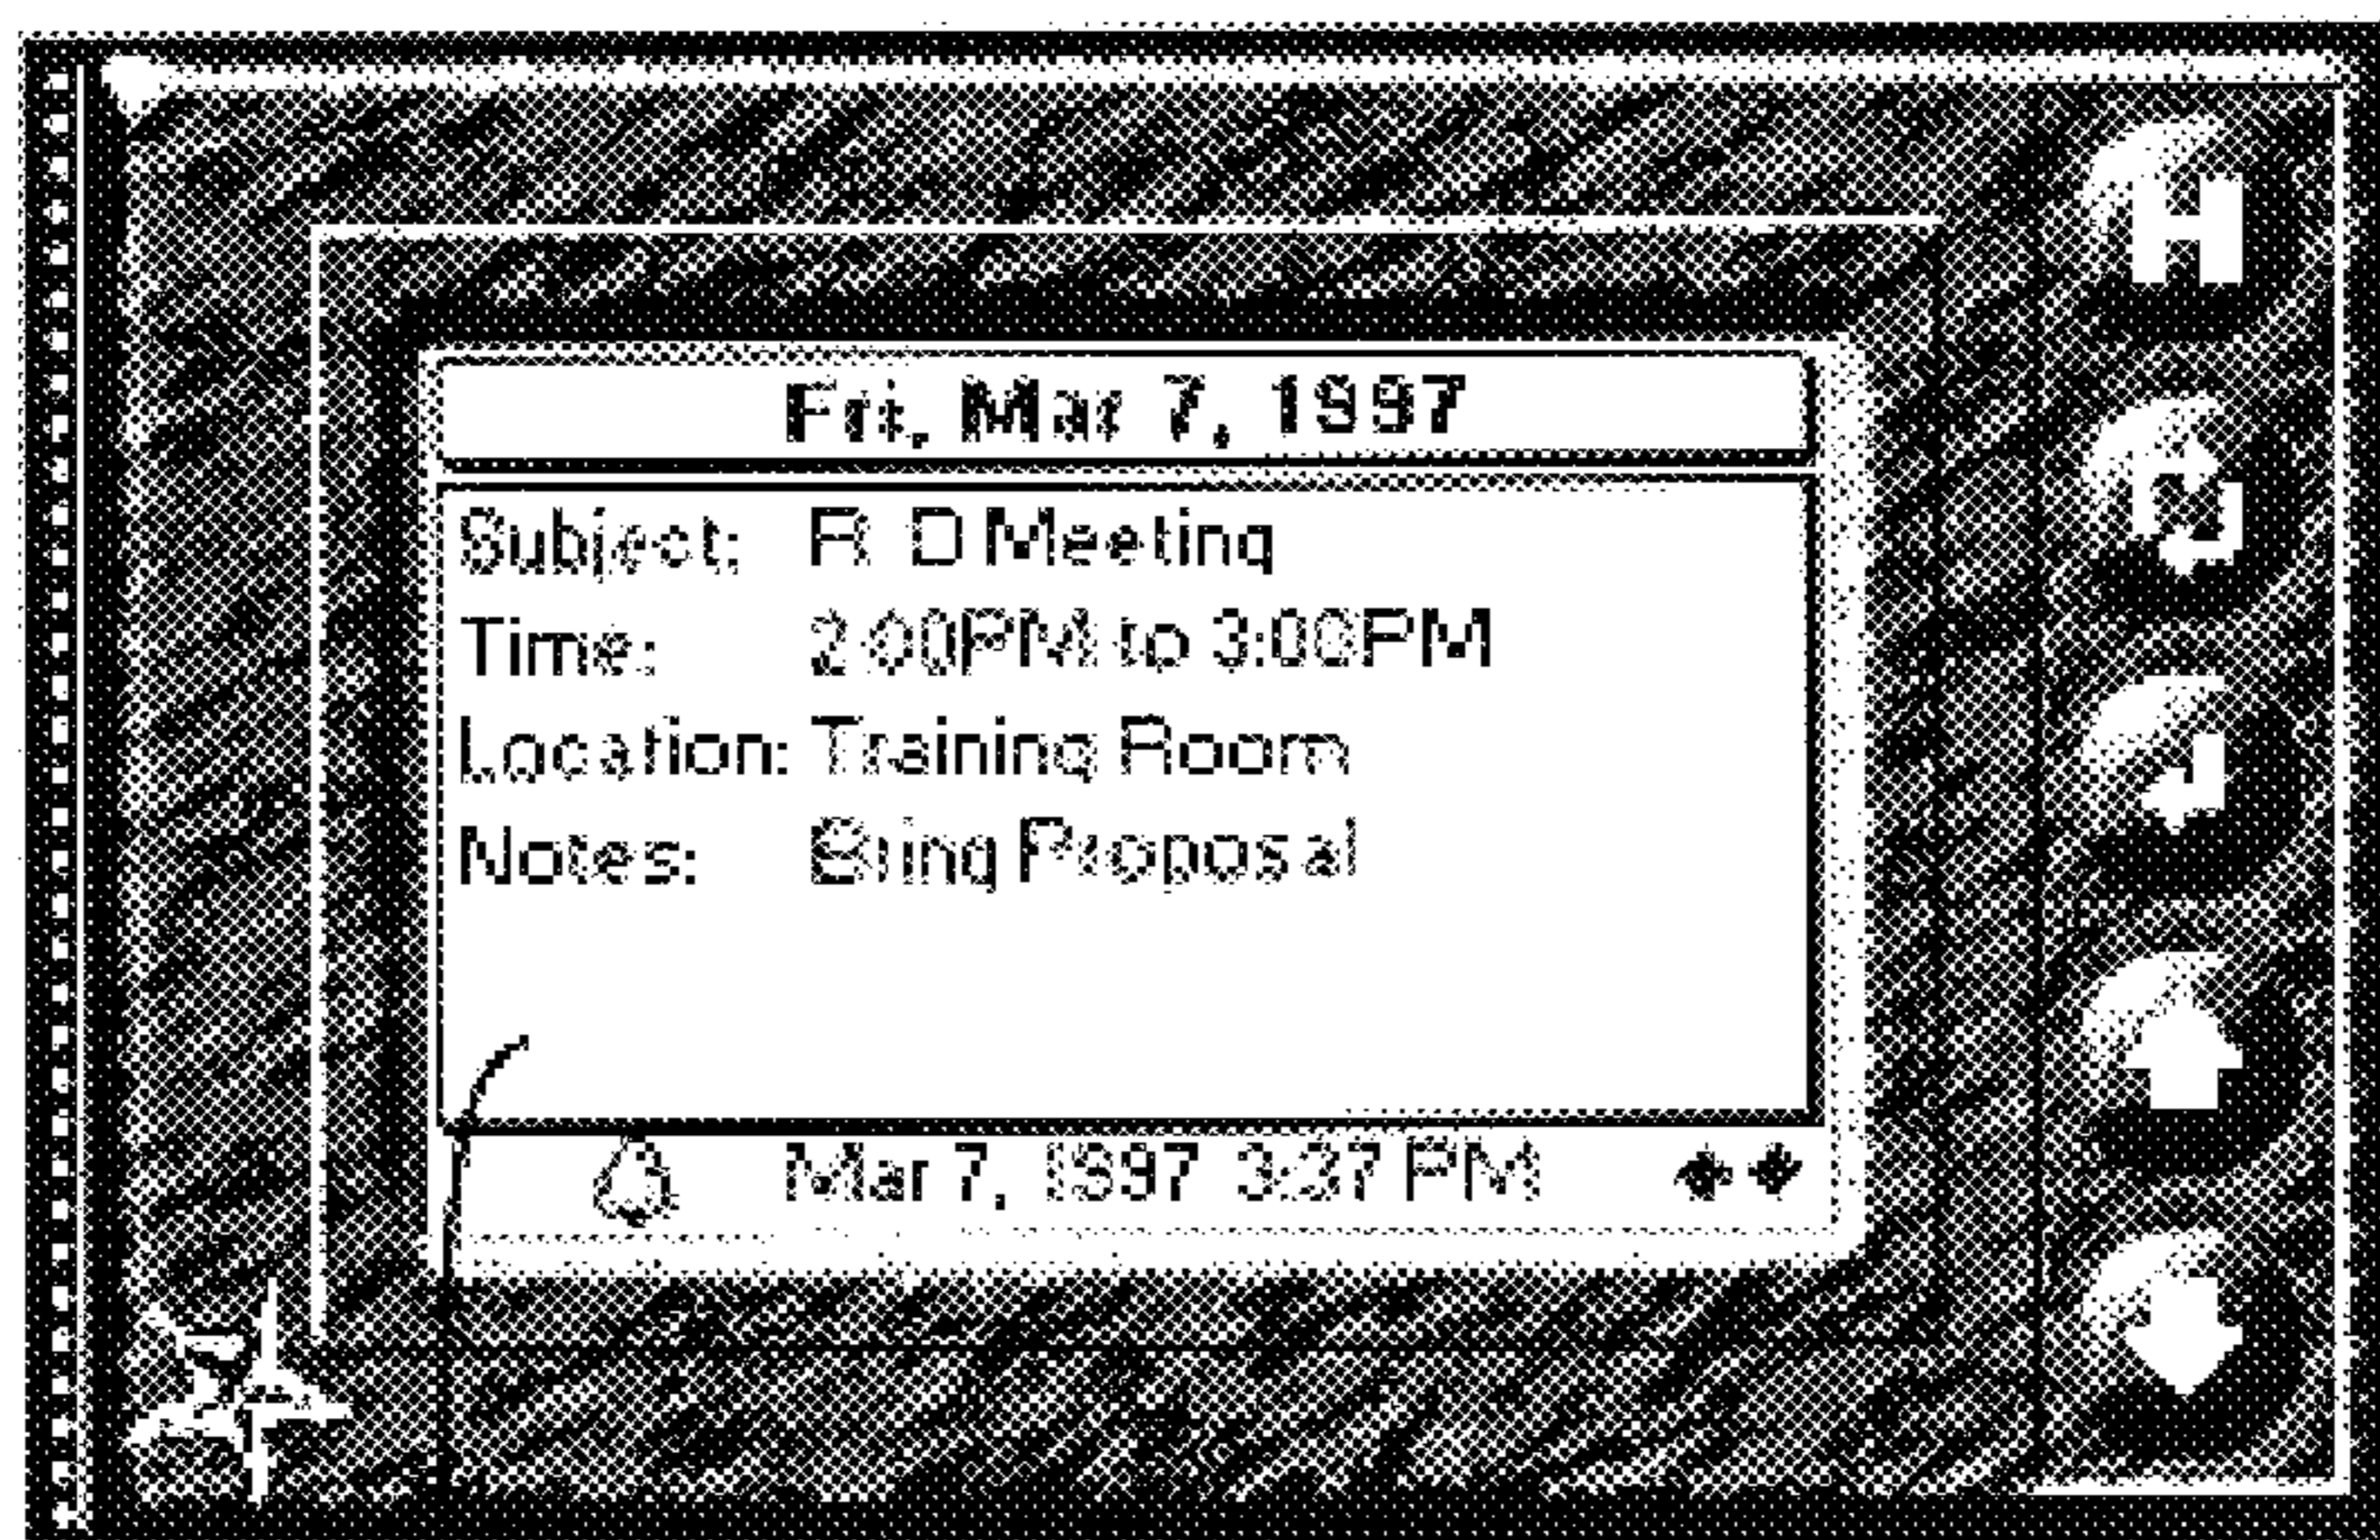 H
Fri, Mar 7, 1997
Subject: R D Meeting
Time: 2:00PM to 3:00PM
Location: Training Room
Notes: Bring Proposal
Mar 7, 1997 3:37 PM